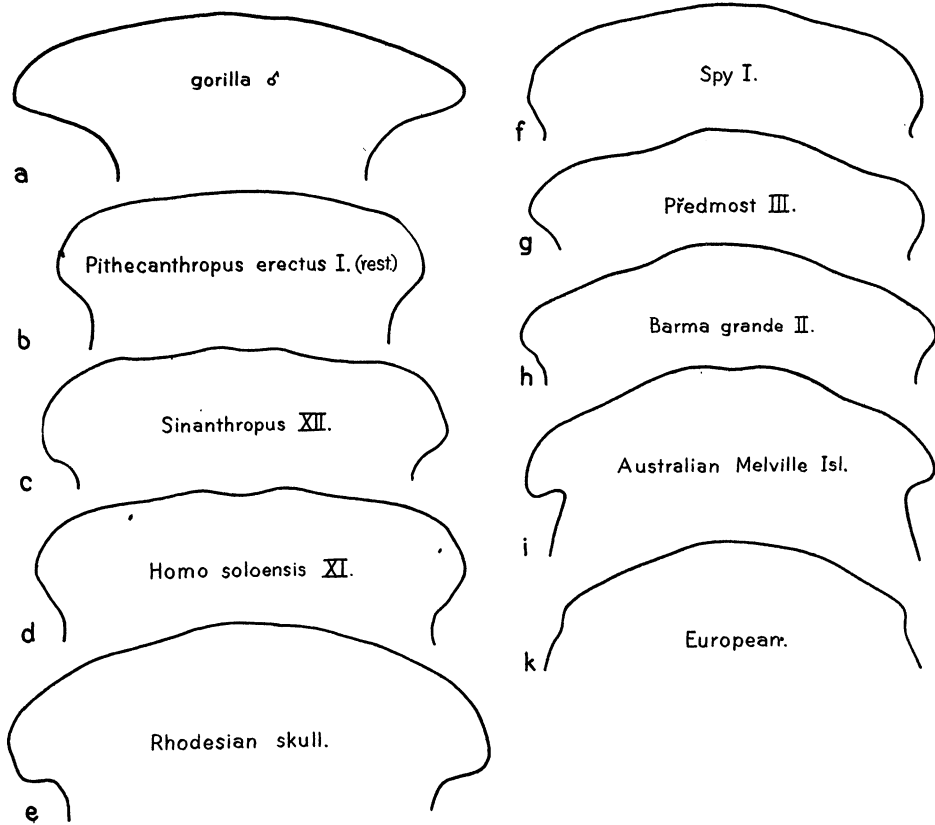 gorilla ♂
a
Pithecanthropus erectus I. (rest.)
b
Sinanthropus XII.
c
Homo soloensis XI.
d
Rhodesian skull.
e
Spy I.
f
Předmost III.
g
Barma grande II.
h
Australian Melville Isl.
i
European.
k